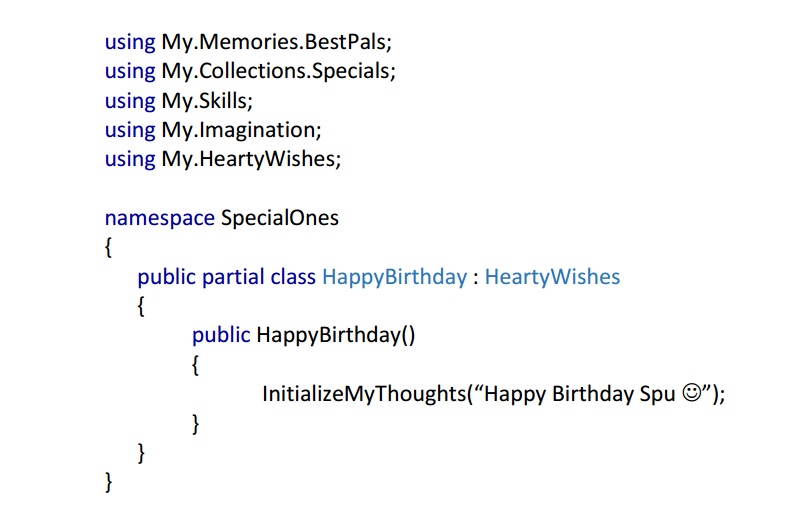 using My.Memories.BestPals;
using My.Collections.Specials;
using My.Skills;
using My.Imagination;
using My.HeartyWishes;
namespace SpecialOnes
{
public partial class HappyBirthday : HeartyWishes
{
public HappyBirthday()
{
InitializeMyThoughts(“Happy Birthday Spu ☺”);
}
}
}